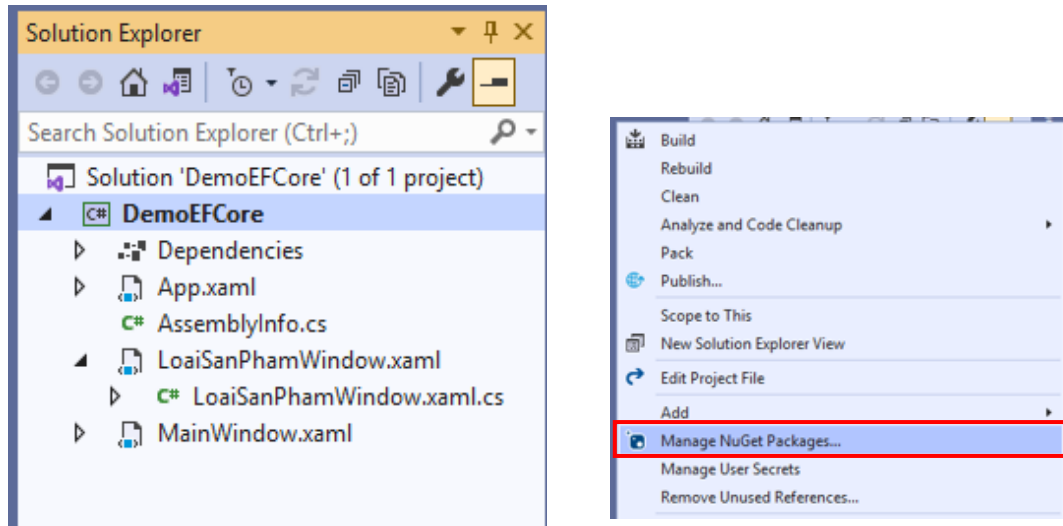 Solution Explorer
Search Solution Explorer (Ctrl+;)
Solution 'DemoEFCore' (1 of 1 project)
C# DemoEFCore
Dependencies
App.xaml
C# AssemblyInfo.cs
LoaiSanPhamWindow.xaml
C# LoaiSanPhamWindow.xaml.cs
MainWindow.xaml
Build
Rebuild
Clean
Analyze and Code Cleanup
Pack
Publish...
Scope to This
New Solution Explorer View
Edit Project File
Add
Manage NuGet Packages...
Manage User Secrets
Remove Unused References...